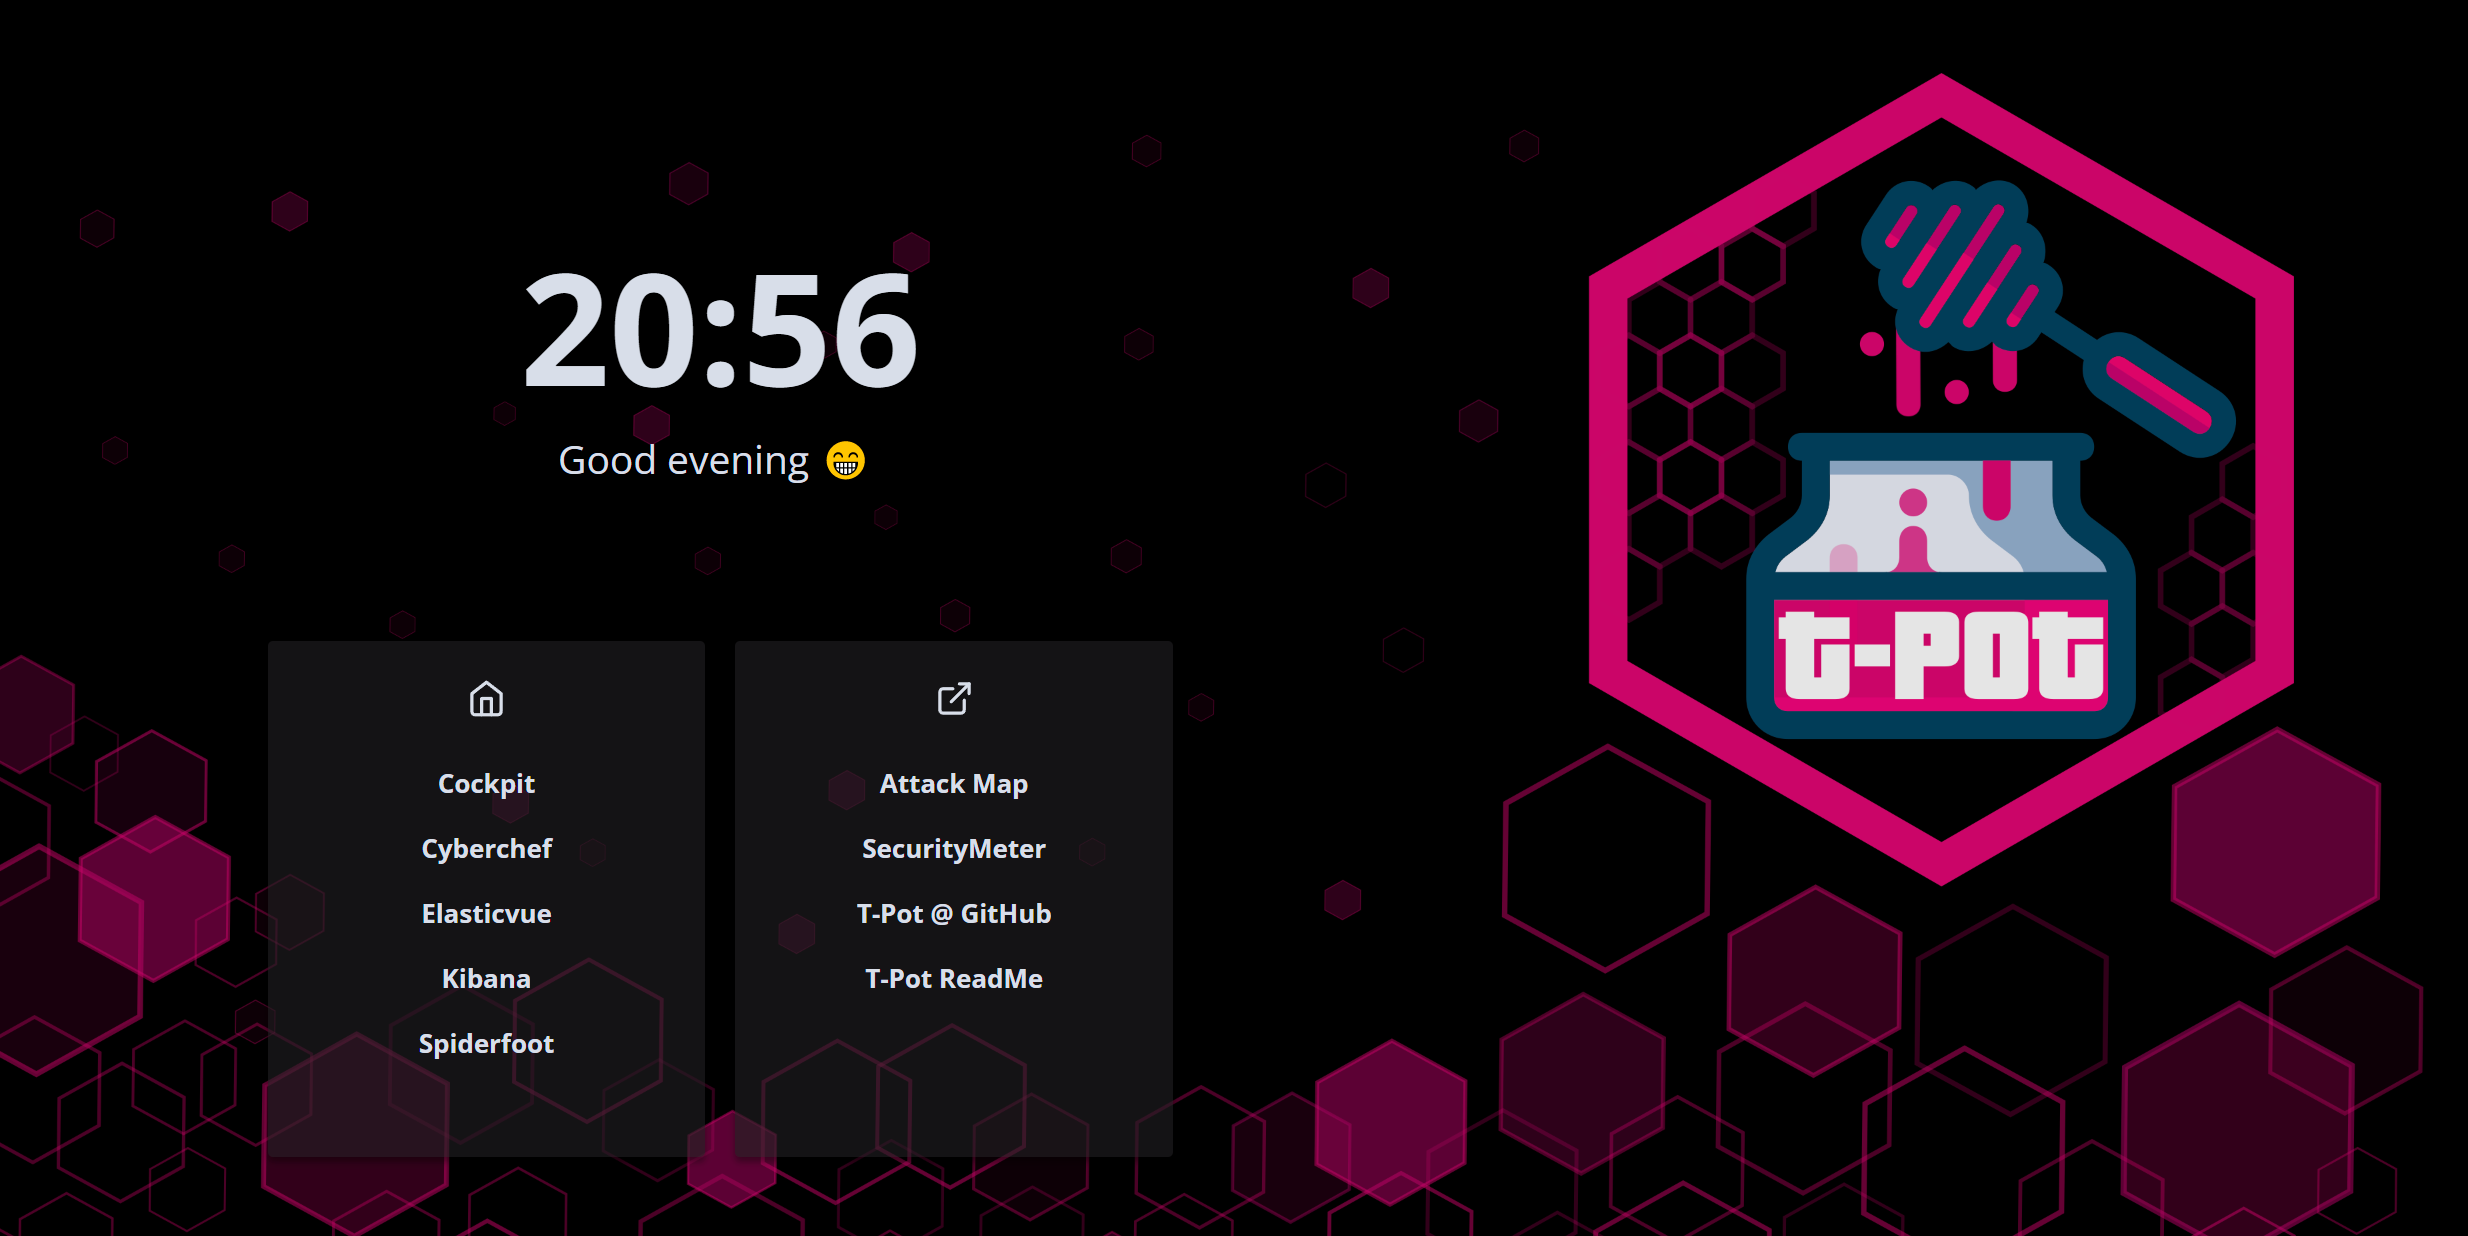 20:56
Good evening 😁
Cockpit
Cyberchef
Elasticvue
Kibana
Spiderfoot
Attack Map
SecurityMeter
T-Pot @ GitHub
T-Pot ReadMe
t-pot